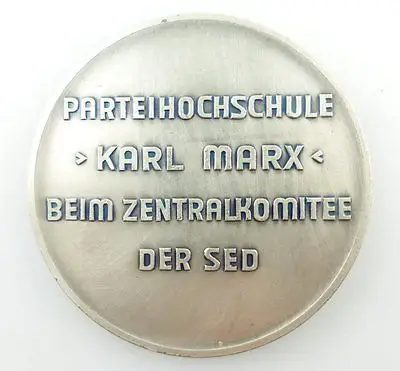 PARTEIHOCHSCHULE
> KARL MARX <
BEIM ZENTRALKOMITEE
DER SED